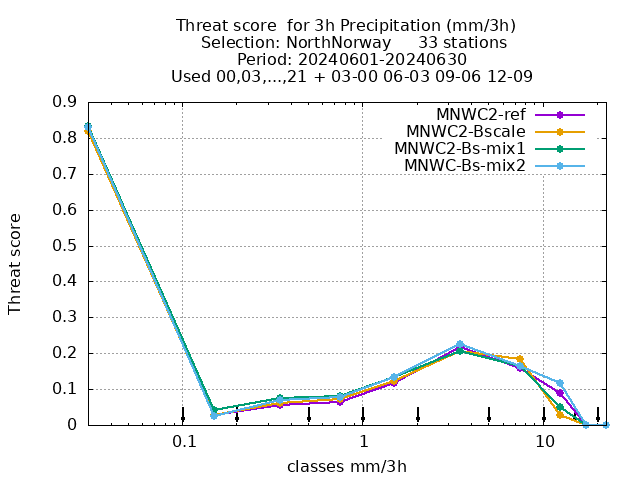 Threat score  for 3h Precipitation (mm/3h)
Selection: NorthNorway     33 stations
Period: 20240601-20240630
Used 00,03,...,21 + 03-00 06-03 09-06 12-09
MNWC2-ref
MNWC2-Bscale
MNWC2-Bs-mix1
MNWC-Bs-mix2
Threat score
0.9
0.8
0.7
0.6
0.5
0.4
0.3
0.2
0.1
0
0.1 1 10
classes mm/3h